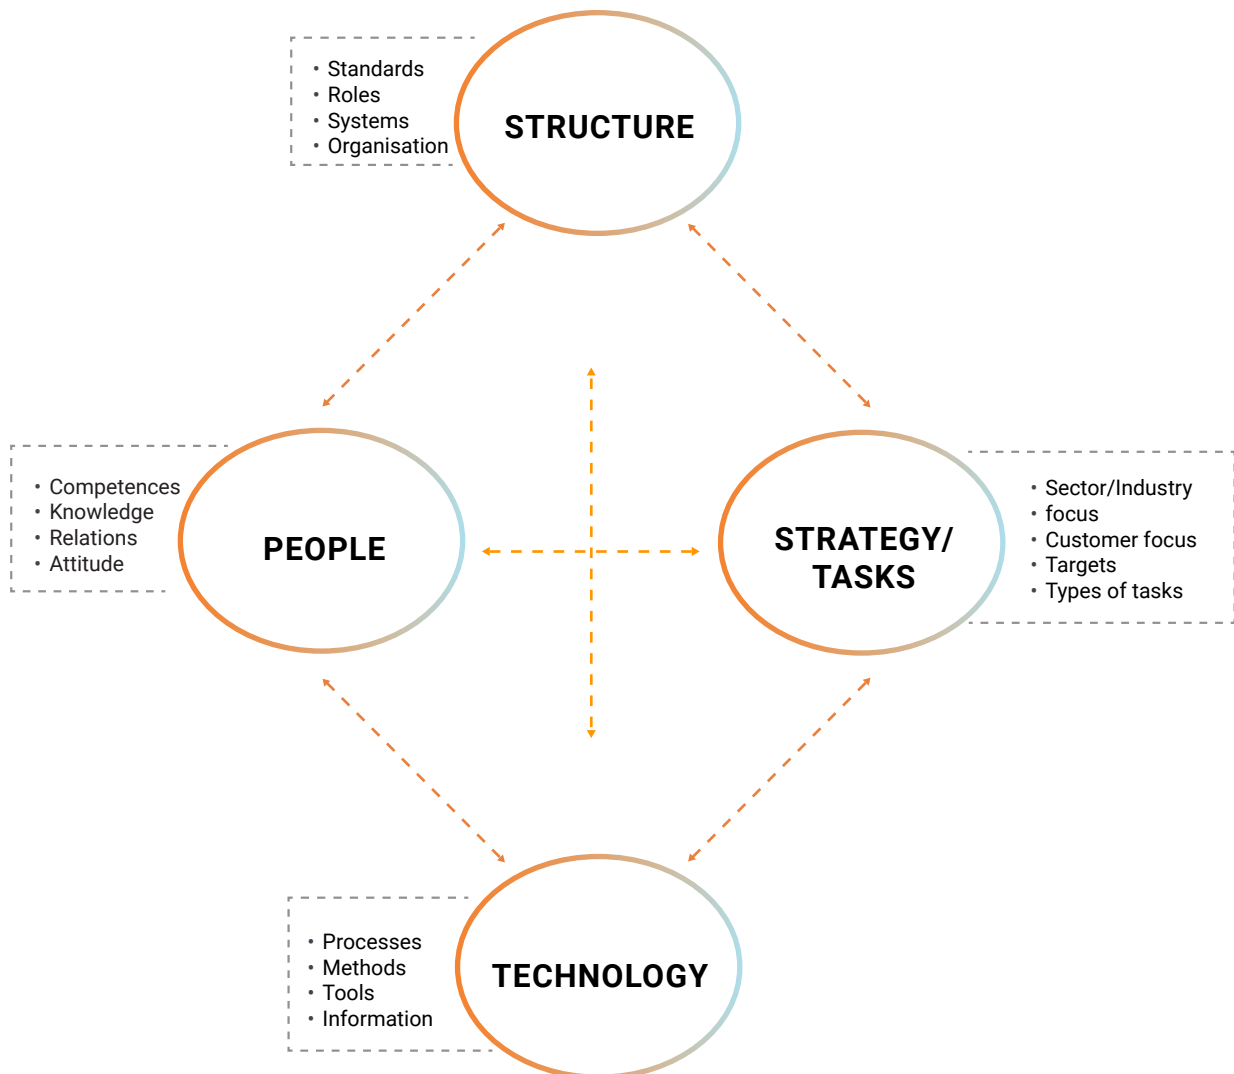 • Standards
• Roles
• Systems
• Organisation
STRUCTURE
• Competences
• Knowledge
• Relations
• Attitude
PEOPLE
STRATEGY/
TASKS
• Sector/Industry
• focus
• Customer focus
• Targets
• Types of tasks
• Processes
• Methods
• Tools
• Information
TECHNOLOGY